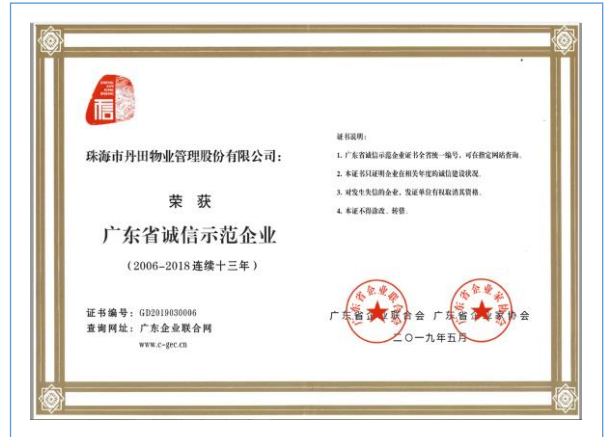 信
珠海市丹田物业管理股份有限公司：
荣 获
广东省诚信示范企业
（2006-2018连续十三年）
证书编号：GD2019030006
查询网址：广东企业联合网
www.c-gec.cn
证书说明：
1. 广东省诚信示范企业证书全省统一编号，可在指定网站查询。
2. 本证书只证明企业在相关年度的诚信建设状况。
3. 对发生失信的企业，发证单位有权取消其资格。
4. 本证不得涂改、转借。
广东省企业联合会 广东省企业家协会
二〇一九年五月